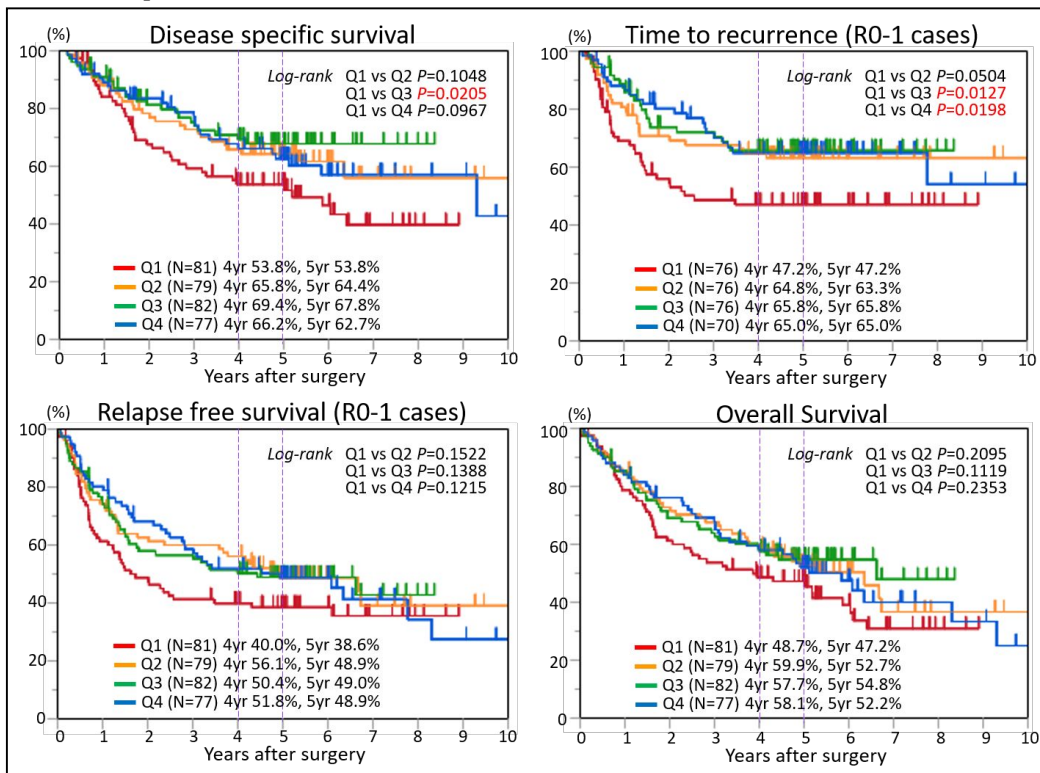 Disease specific survival
(%)
Log-rank Q1 vs Q2 P=0.1048
Q1 vs Q3 P=0.0205
Q1 vs Q4 P=0.0967
100
80
60
40
20
0
Q1 (N=81) 4yr 53.8%, 5yr 53.8%
Q2 (N=79) 4yr 65.8%, 5yr 64.4%
Q3 (N=82) 4yr 69.4%, 5yr 67.8%
Q4 (N=77) 4yr 66.2%, 5yr 62.7%
0 1 2 3 4 5 6 7 8 9 10
Years after surgery
Time to recurrence (R0-1 cases)
(%)
Log-rank Q1 vs Q2 P=0.0504
Q1 vs Q3 P=0.0127
Q1 vs Q4 P=0.0198
100
80
60
40
20
0
Q1 (N=76) 4yr 47.2%, 5yr 47.2%
Q2 (N=76) 4yr 64.8%, 5yr 63.3%
Q3 (N=76) 4yr 65.8%, 5yr 65.8%
Q4 (N=70) 4yr 65.0%, 5yr 65.0%
0 1 2 3 4 5 6 7 8 9 10
Years after surgery
Relapse free survival (R0-1 cases)
(%)
Log-rank Q1 vs Q2 P=0.1522
Q1 vs Q3 P=0.1388
Q1 vs Q4 P=0.1215
100
80
60
40
20
0
Q1 (N=81) 4yr 40.0%, 5yr 38.6%
Q2 (N=79) 4yr 56.1%, 5yr 48.9%
Q3 (N=82) 4yr 50.4%, 5yr 49.0%
Q4 (N=77) 4yr 51.8%, 5yr 48.9%
0 1 2 3 4 5 6 7 8 9 10
Years after surgery
Overall Survival
(%)
Log-rank Q1 vs Q2 P=0.2095
Q1 vs Q3 P=0.1119
Q1 vs Q4 P=0.2353
100
80
60
40
20
0
Q1 (N=81) 4yr 48.7%, 5yr 47.2%
Q2 (N=79) 4yr 59.9%, 5yr 52.7%
Q3 (N=82) 4yr 57.7%, 5yr 54.8%
Q4 (N=77) 4yr 58.1%, 5yr 52.2%
0 1 2 3 4 5 6 7 8 9 10
Years after surgery